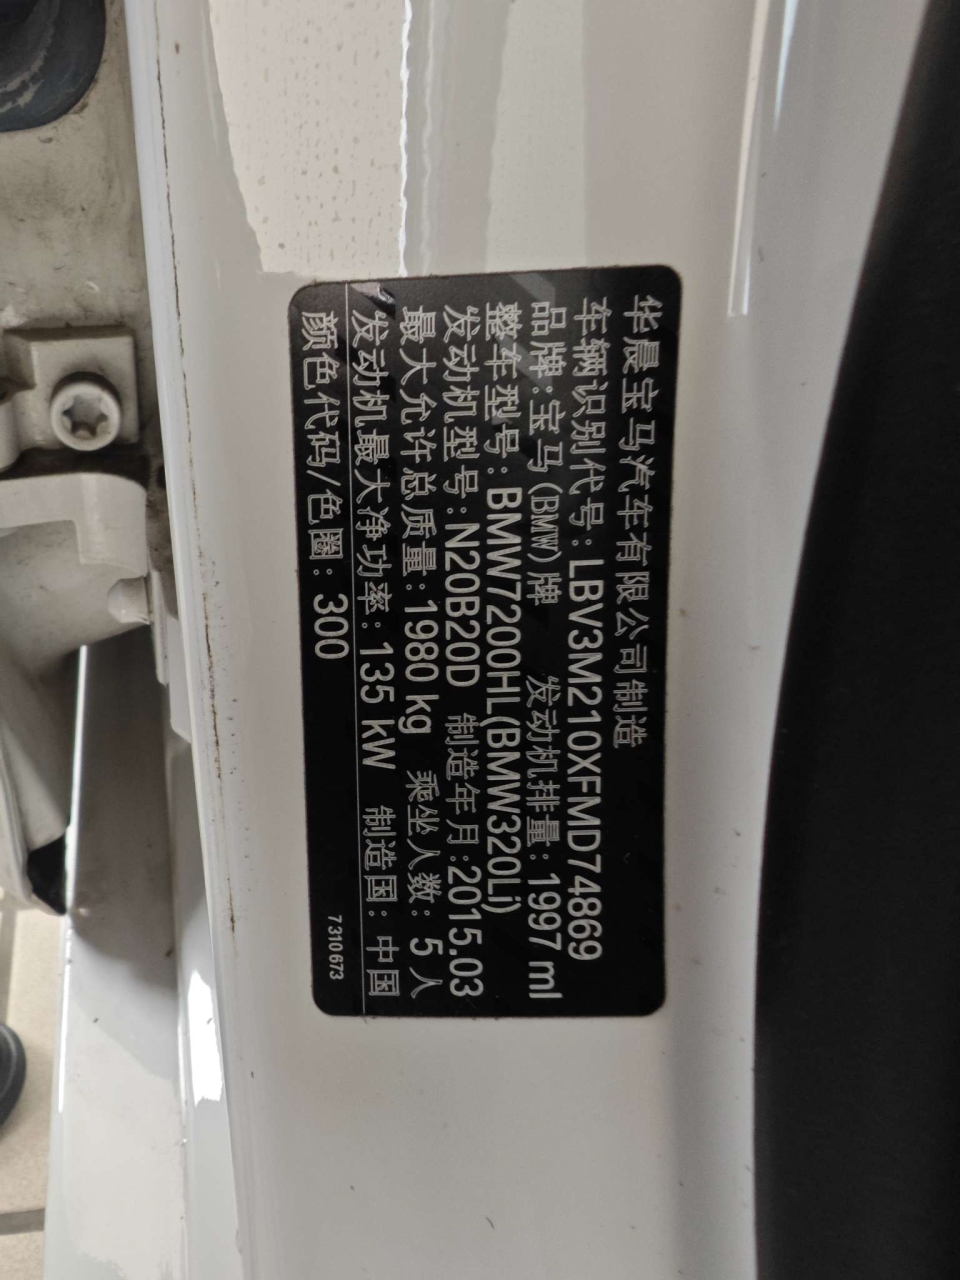 华晨宝马汽车有限公司制造
车辆识别代号:LBV3M210XFMD74869
品牌:宝马(BMW)牌 发动机排量:1997 ml
整车型号:BMW7200HL(BMW320Li)
发动机型号:N20B20D 制造年月:2015.03
最大允许总质量:1980 kg 乘坐人数:5 人
发动机最大净功率:135 kW 制造国:中国
颜色代码/色圈:300
7310673